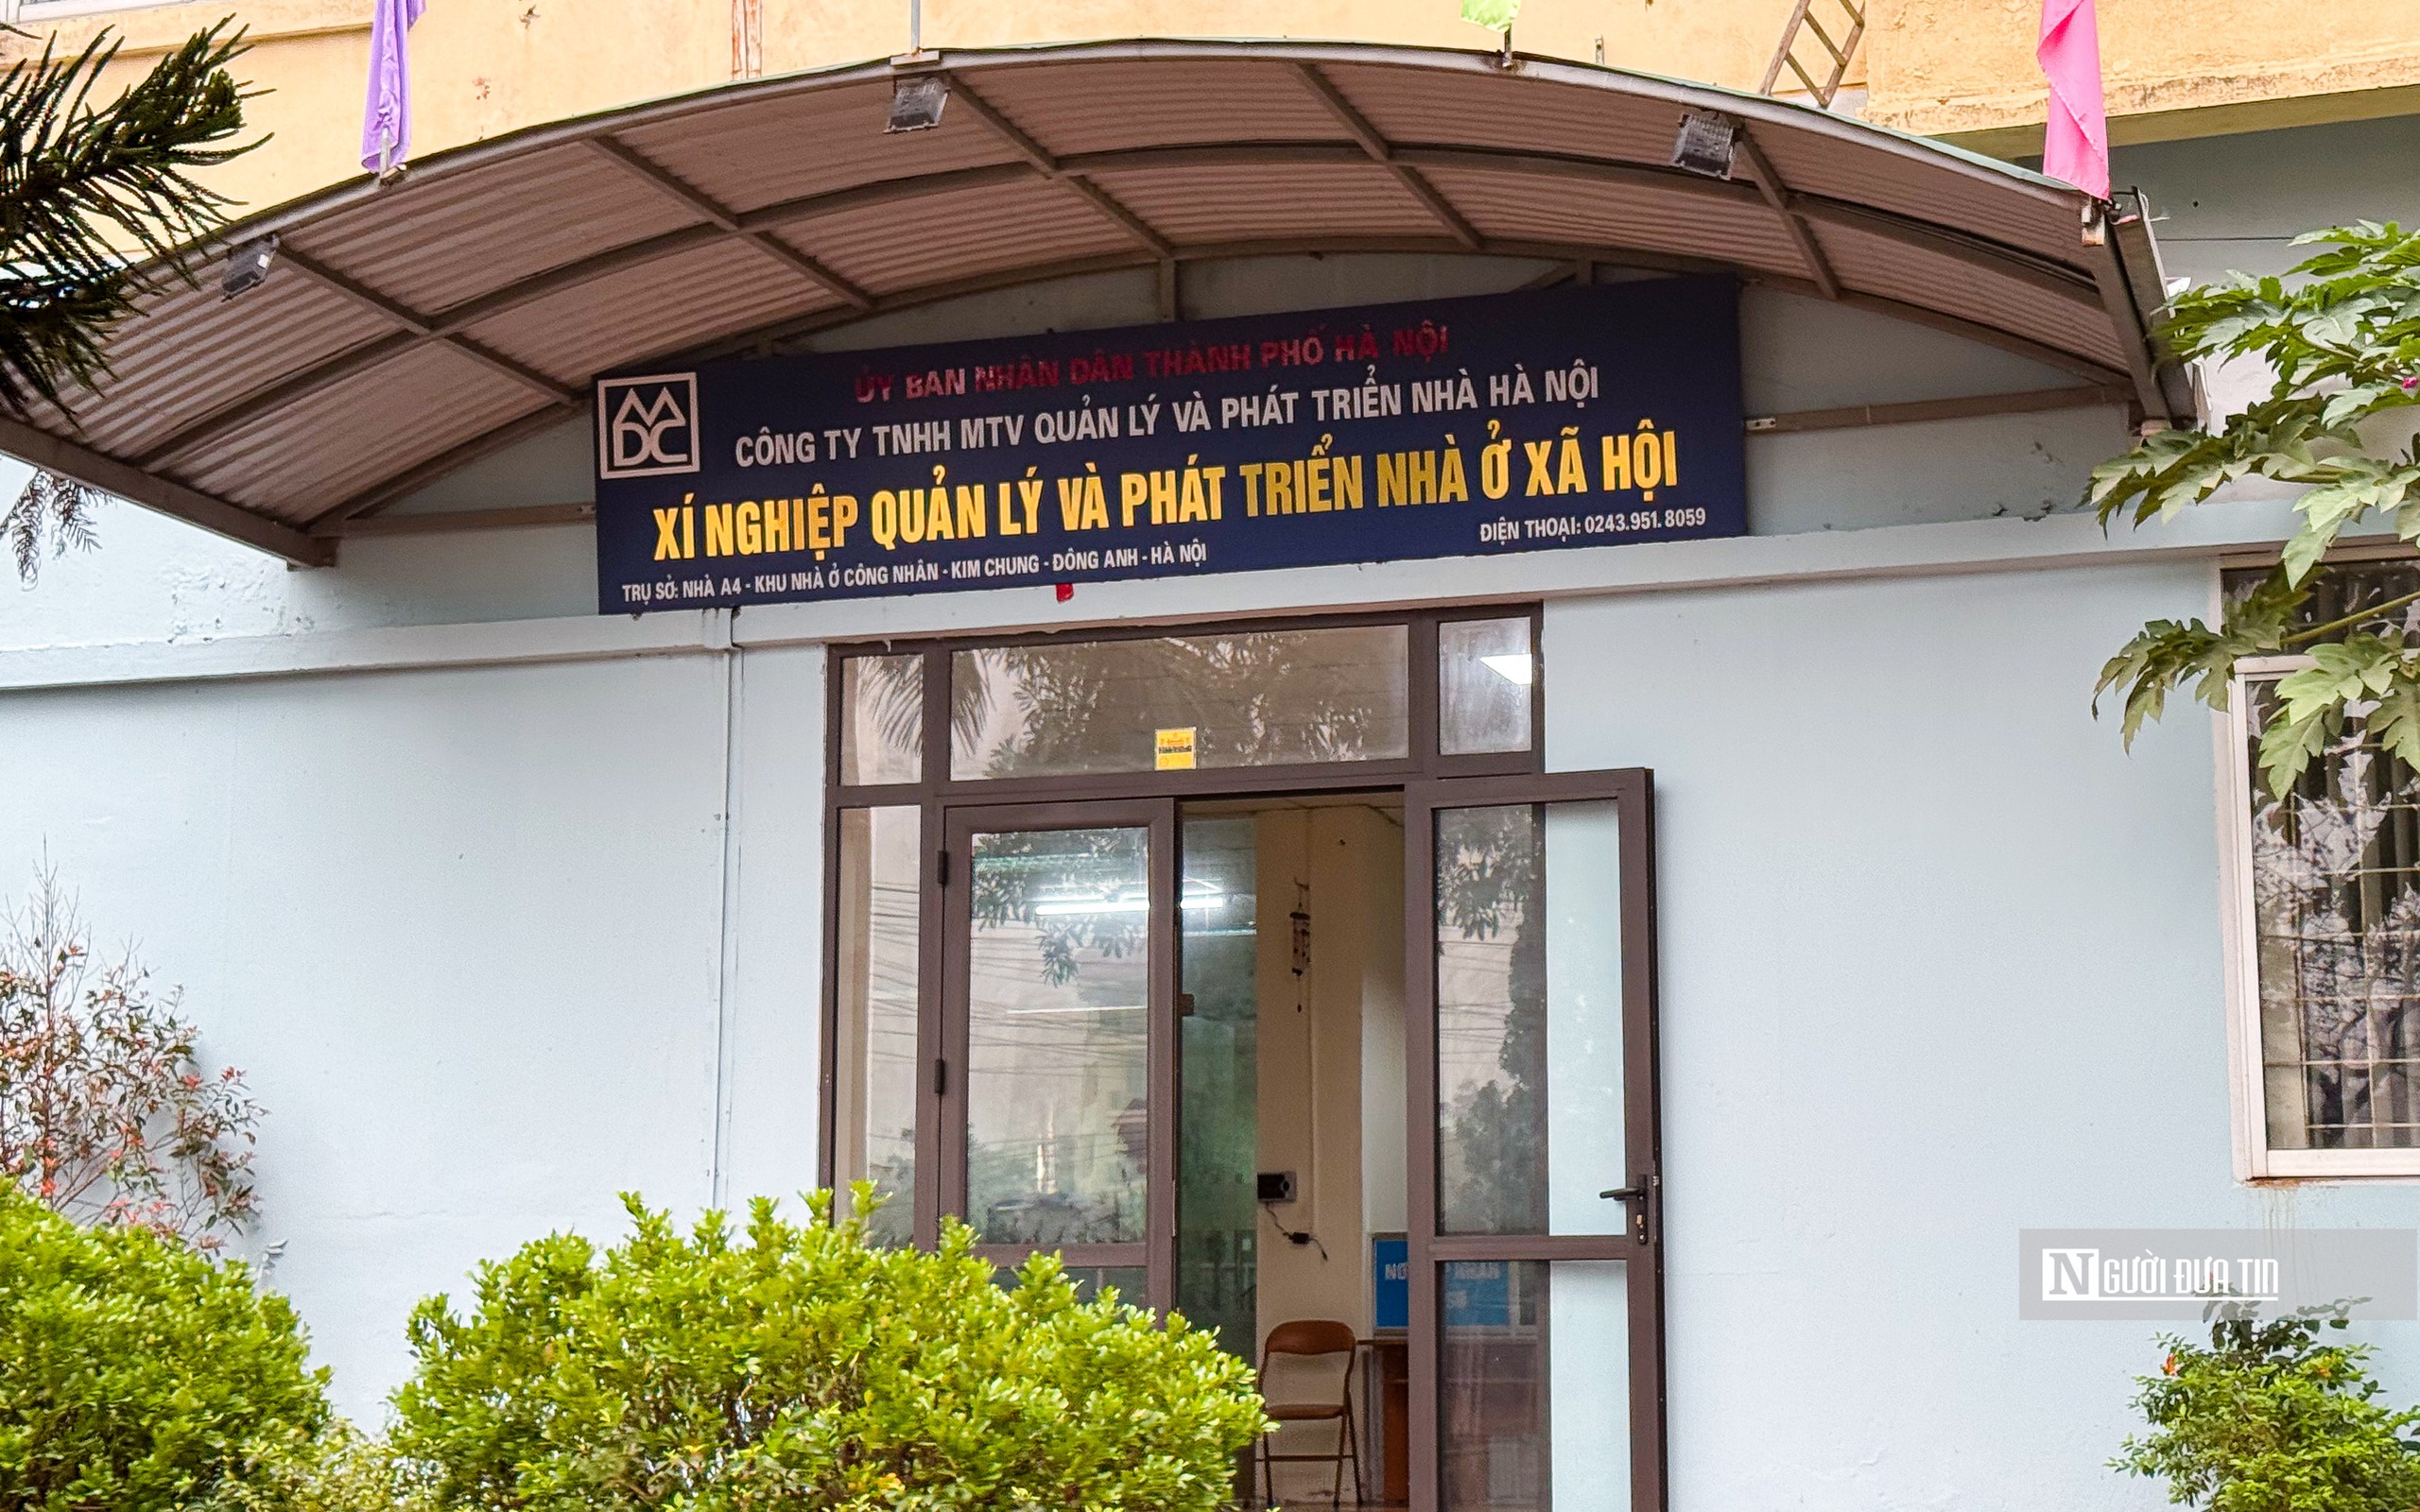 ỦY BAN NHÂN DÂN THÀNH PHỐ HÀ NỘI
MDC
CÔNG TY TNHH MTV QUẢN LÝ VÀ PHÁT TRIỂN NHÀ HÀ NỘI
XÍ NGHIỆP QUẢN LÝ VÀ PHÁT TRIỂN NHÀ Ở XÃ HỘI
ĐIỆN THOẠI: 0243.951.8059
TRỤ SỞ: NHÀ A4 - KHU NHÀ Ở CÔNG NHÂN - KIM CHUNG - ĐÔNG ANH - HÀ NỘI
NGƯỜI ĐƯA TIN